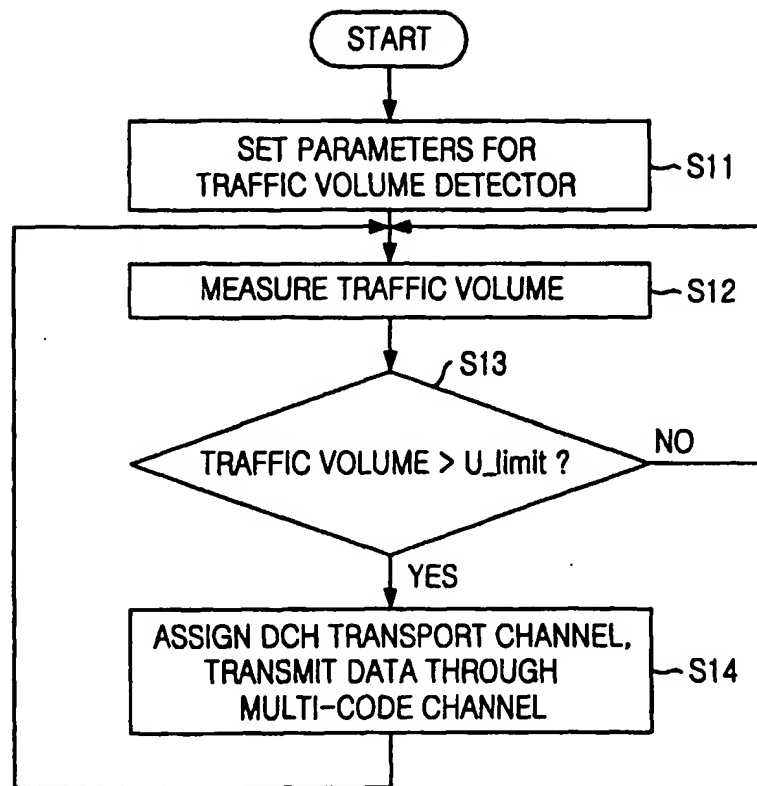 START
SET PARAMETERS FOR
TRAFFIC VOLUME DETECTOR
S11
MEASURE TRAFFIC VOLUME
S12
S13
TRAFFIC VOLUME > U_limit ?
NO
YES
ASSIGN DCH TRANSPORT CHANNEL,
TRANSMIT DATA THROUGH
MULTI-CODE CHANNEL
S14